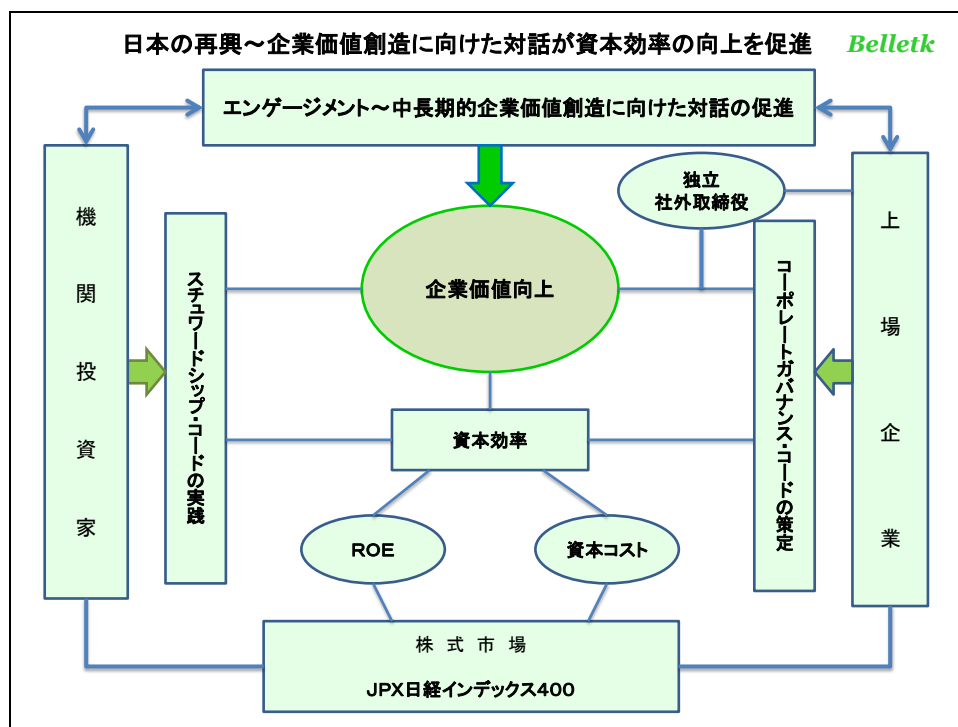 日本の再興～企業価値創造に向けた対話が資本効率の向上を促進
Belletk
エンゲージメント～中長期的企業価値創造に向けた対話の促進
独立
社外取締役
機関投資家
スチュワードシップ・コードの実践
企業価値向上
コーポレートガバナンス・コードの策定
上場企業
資本効率
ROE
資本コスト
株式市場
JPX日経インデックス400